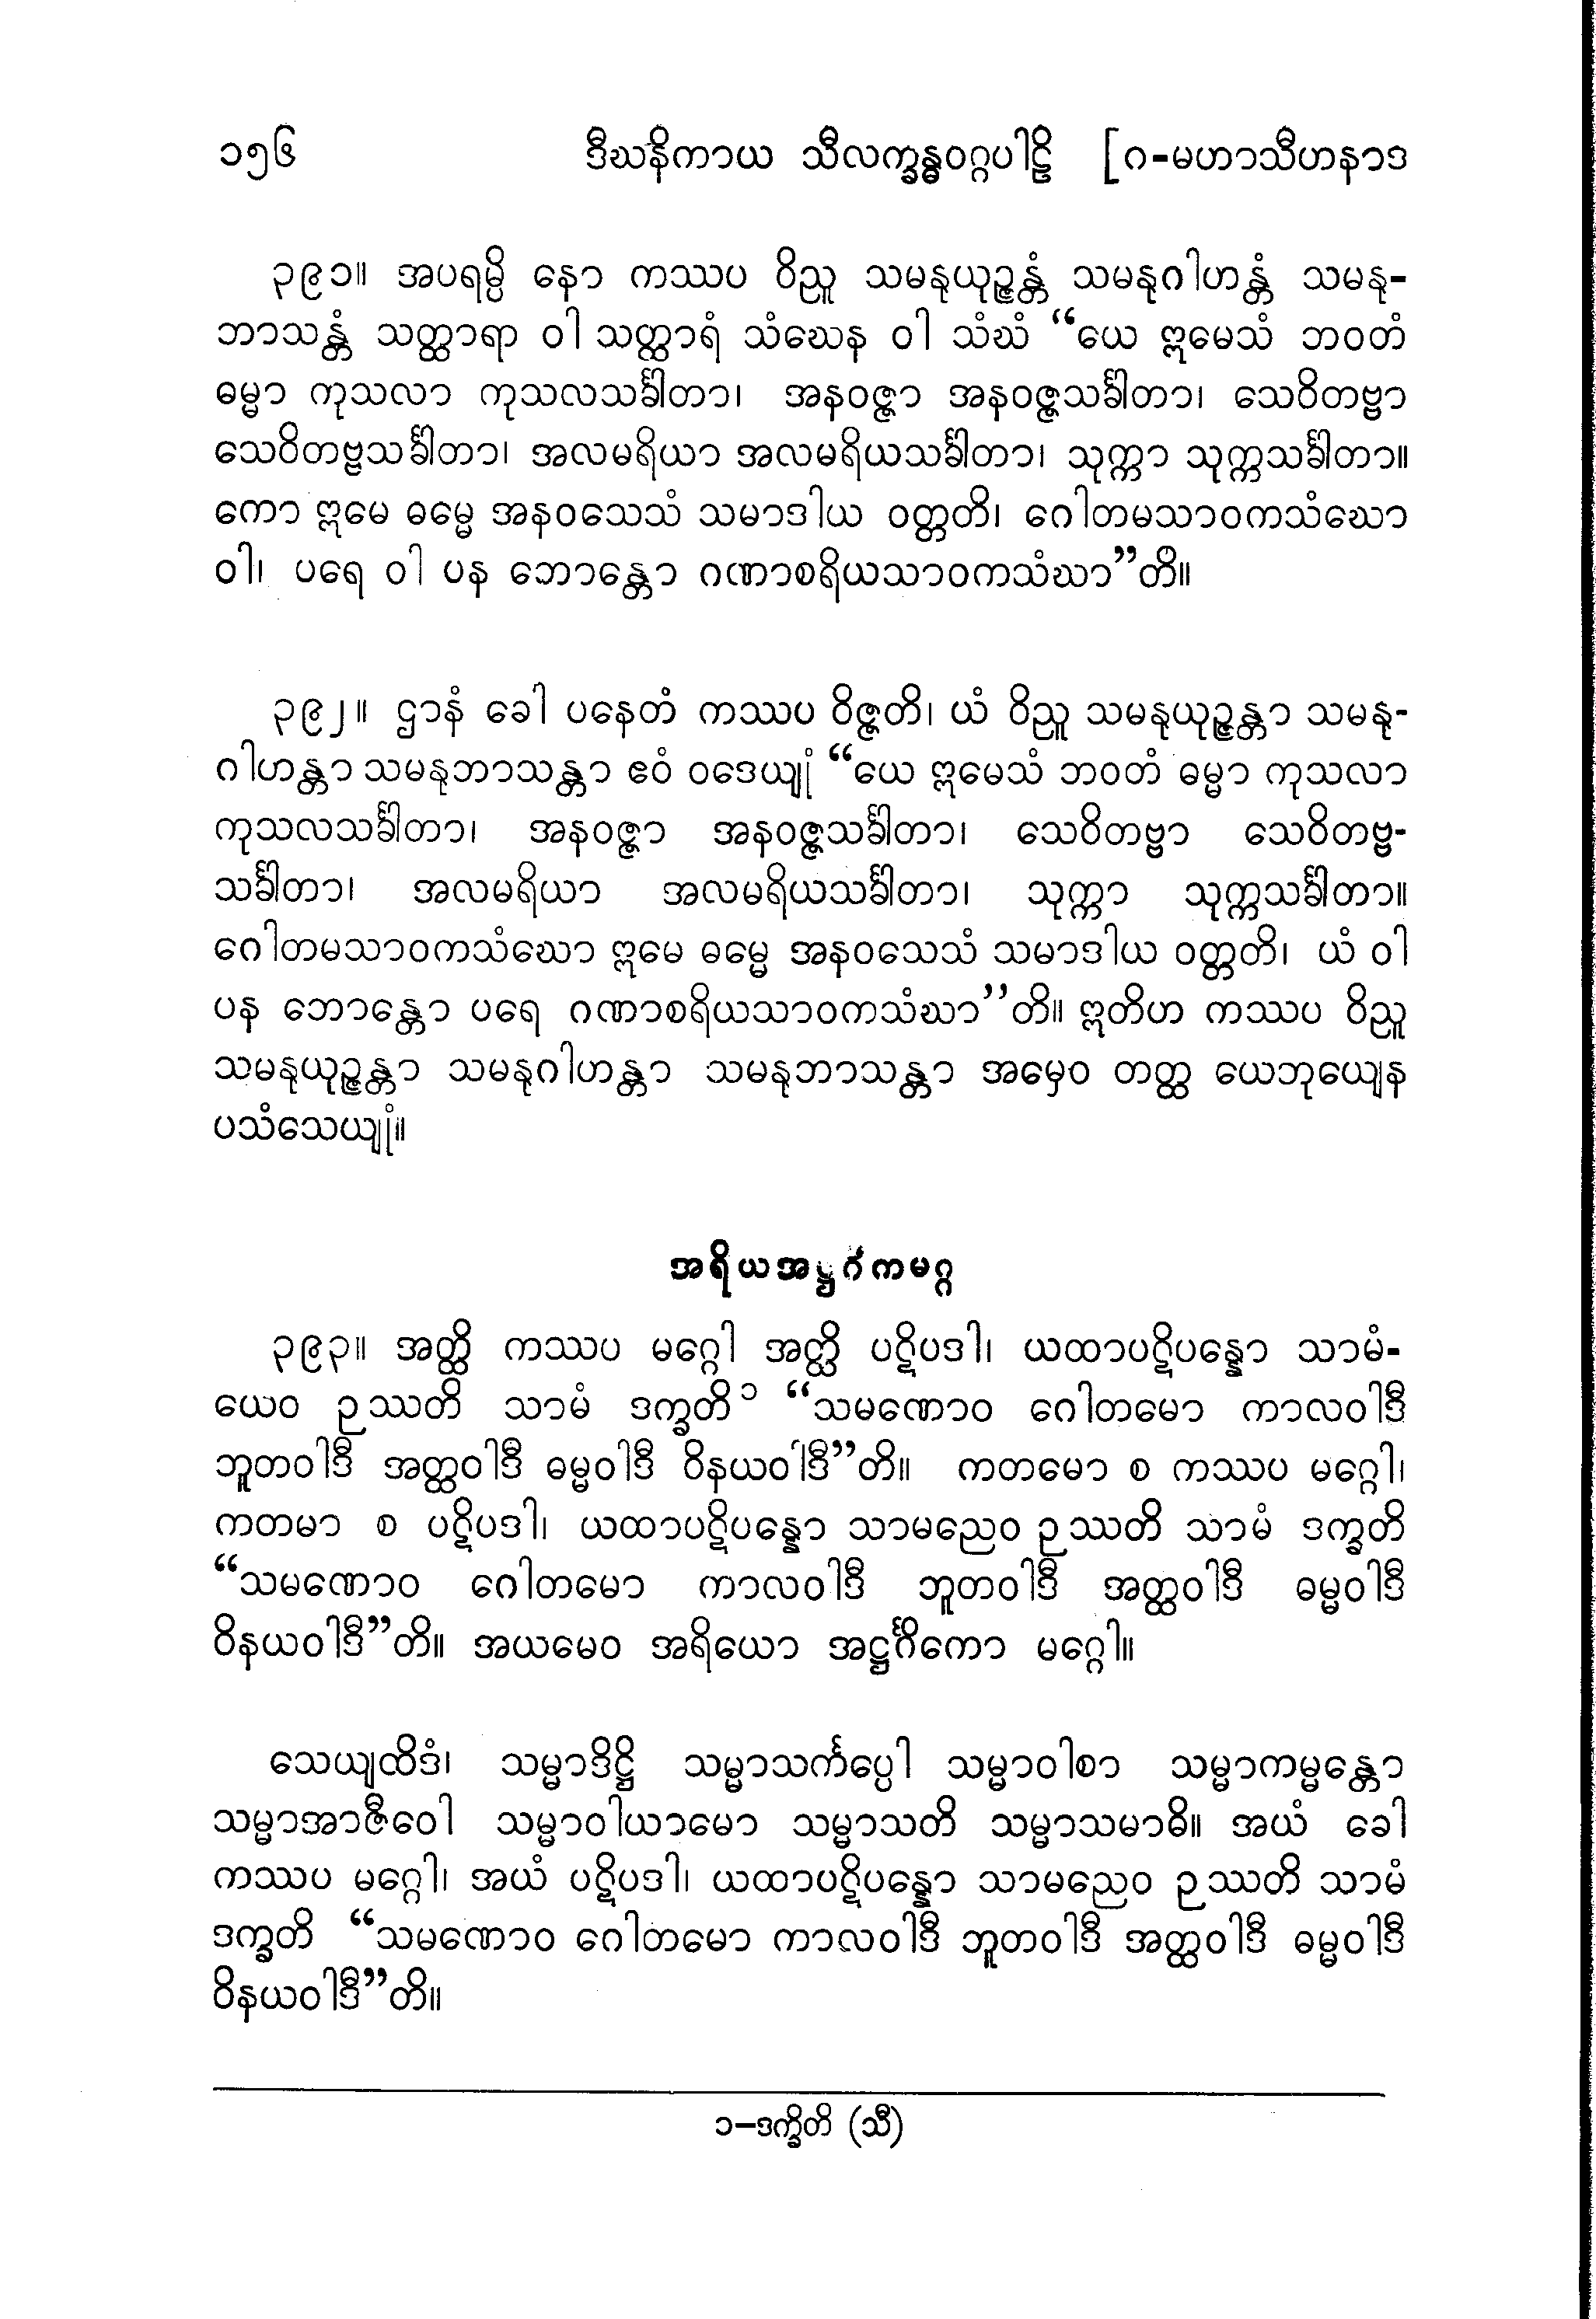 ၁၅၆ ဒီဃနိကာယ သီလက္ခန္ဓဝဂ္ဂပါဠိ [ဂ-မဟာသီဟနာဒ
၃၉၁။ အပရမ္ပိ နော ကဿပ ဝိညူ သမနုယုဉ္ဇန္တံ သမနုဂါဟန္တံ သမနု-
ဘာသန္တံ သတ္ထာရာ ဝါ သတ္ထာရံ သံဃေန ဝါ သံဃံ “ယေ ဣမေသံ ဘဝတံ
ဓမ္မာ ကုသလာ ကုသလသင်္ခါတာ၊ အနဝဇ္ဇာ အနဝဇ္ဇသင်္ခါတာ၊ သေဝိတဗ္ဗာ
သေဝိတဗ္ဗသင်္ခါတာ၊ အလမရိယာ အလမရိယသင်္ခါတာ၊ သုက္ကာ သုက္ကသင်္ခါတာ။
ကော ဣမေ ဓမ္မေ အနဝသေသံ သမာဒါယ ဝတ္တတိ၊ ဂေါတမသာဝကသံဃော
ဝါ၊ ပရေ ဝါ ပန ဘောန္တော ဂဏာစရိယသာဝကသံဃာ”တိ။
၃၉၂။ ဌာနံ ခေါ ပနေတံ ကဿပ ဝိဇ္ဇတိ၊ ယံ ဝိညူ သမနုယုဉ္ဇန္တာ သမနု-
ဂါဟန္တာ သမနုဘာသန္တာ ဧဝံ ဝဒေယျုံ “ယေ ဣမေသံ ဘဝတံ ဓမ္မာ ကုသလာ
ကုသလသင်္ခါတာ၊ အနဝဇ္ဇာ အနဝဇ္ဇသင်္ခါတာ၊ သေဝိတဗ္ဗာ သေဝိတဗ္ဗ-
သင်္ခါတာ၊ အလမရိယာ အလမရိယသင်္ခါတာ၊ သုက္ကာ သုက္ကသင်္ခါတာ။
ဂေါတမသာဝကသံဃော ဣမေ ဓမ္မေ အနဝသေသံ သမာဒါယ ဝတ္တတိ၊ ယံ ဝါ
ပန ဘောန္တော ပရေ ဂဏာစရိယသာဝကသံဃာ”တိ။ ဣတိဟ ကဿပ ဝိညူ
သမနုယုဉ္ဇန္တာ သမနုဂါဟန္တာ သမနုဘာသန္တာ အမှေဝ တတ္ထ ယေဘုယျေန
ပသံသေယျုံ။
အရိယအဋ္ဌင်္ဂိကမဂ္ဂ
၃၉၃။ အတ္ထိ ကဿပ မဂ္ဂေါ အတ္ထိ ပဋိပဒါ၊ ယထာပဋိပန္နော သာမံ-
ယေဝ ဉဿတိ သာမံ ဒက္ခတိ ၁ “သမဏောဝ ဂေါတမော ကာလဝါဒီ
ဘူတဝါဒီ အတ္ထဝါဒီ ဓမ္မဝါဒီ ဝိနယဝါဒီ”တိ။ ကတမော စ ကဿပ မဂ္ဂေါ၊
ကတမာ စ ပဋိပဒါ၊ ယထာပဋိပန္နော သာမညေဝ ဉဿတိ သာမံ ဒက္ခတိ
“သမဏောဝ ဂေါတမော ကာလဝါဒီ ဘူတဝါဒီ အတ္ထဝါဒီ ဓမ္မဝါဒီ
ဝိနယဝါဒီ”တိ။ အယမေဝ အရိယော အဋ္ဌင်္ဂိကော မဂ္ဂေါ။
သေယျထိဒံ၊ သမ္မာဒိဋ္ဌိ သမ္မာသင်္ကပ္ပေါ သမ္မာဝါစာ သမ္မာကမ္မန္တော
သမ္မာအာဇီဝေါ သမ္မာဝါယာမော သမ္မာသတိ သမ္မာသမာဓိ။ အယံ ခေါ
ကဿပ မဂ္ဂေါ၊ အယံ ပဋိပဒါ၊ ယထာပဋိပန္နော သာမညေဝ ဉဿတိ သာမံ
ဒက္ခတိ “သမဏောဝ ဂေါတမော ကာလဝါဒီ ဘူတဝါဒီ အတ္ထဝါဒီ ဓမ္မဝါဒီ
ဝိနယဝါဒီ”တိ။
၁–ဒက္ခိတိ (သီ)